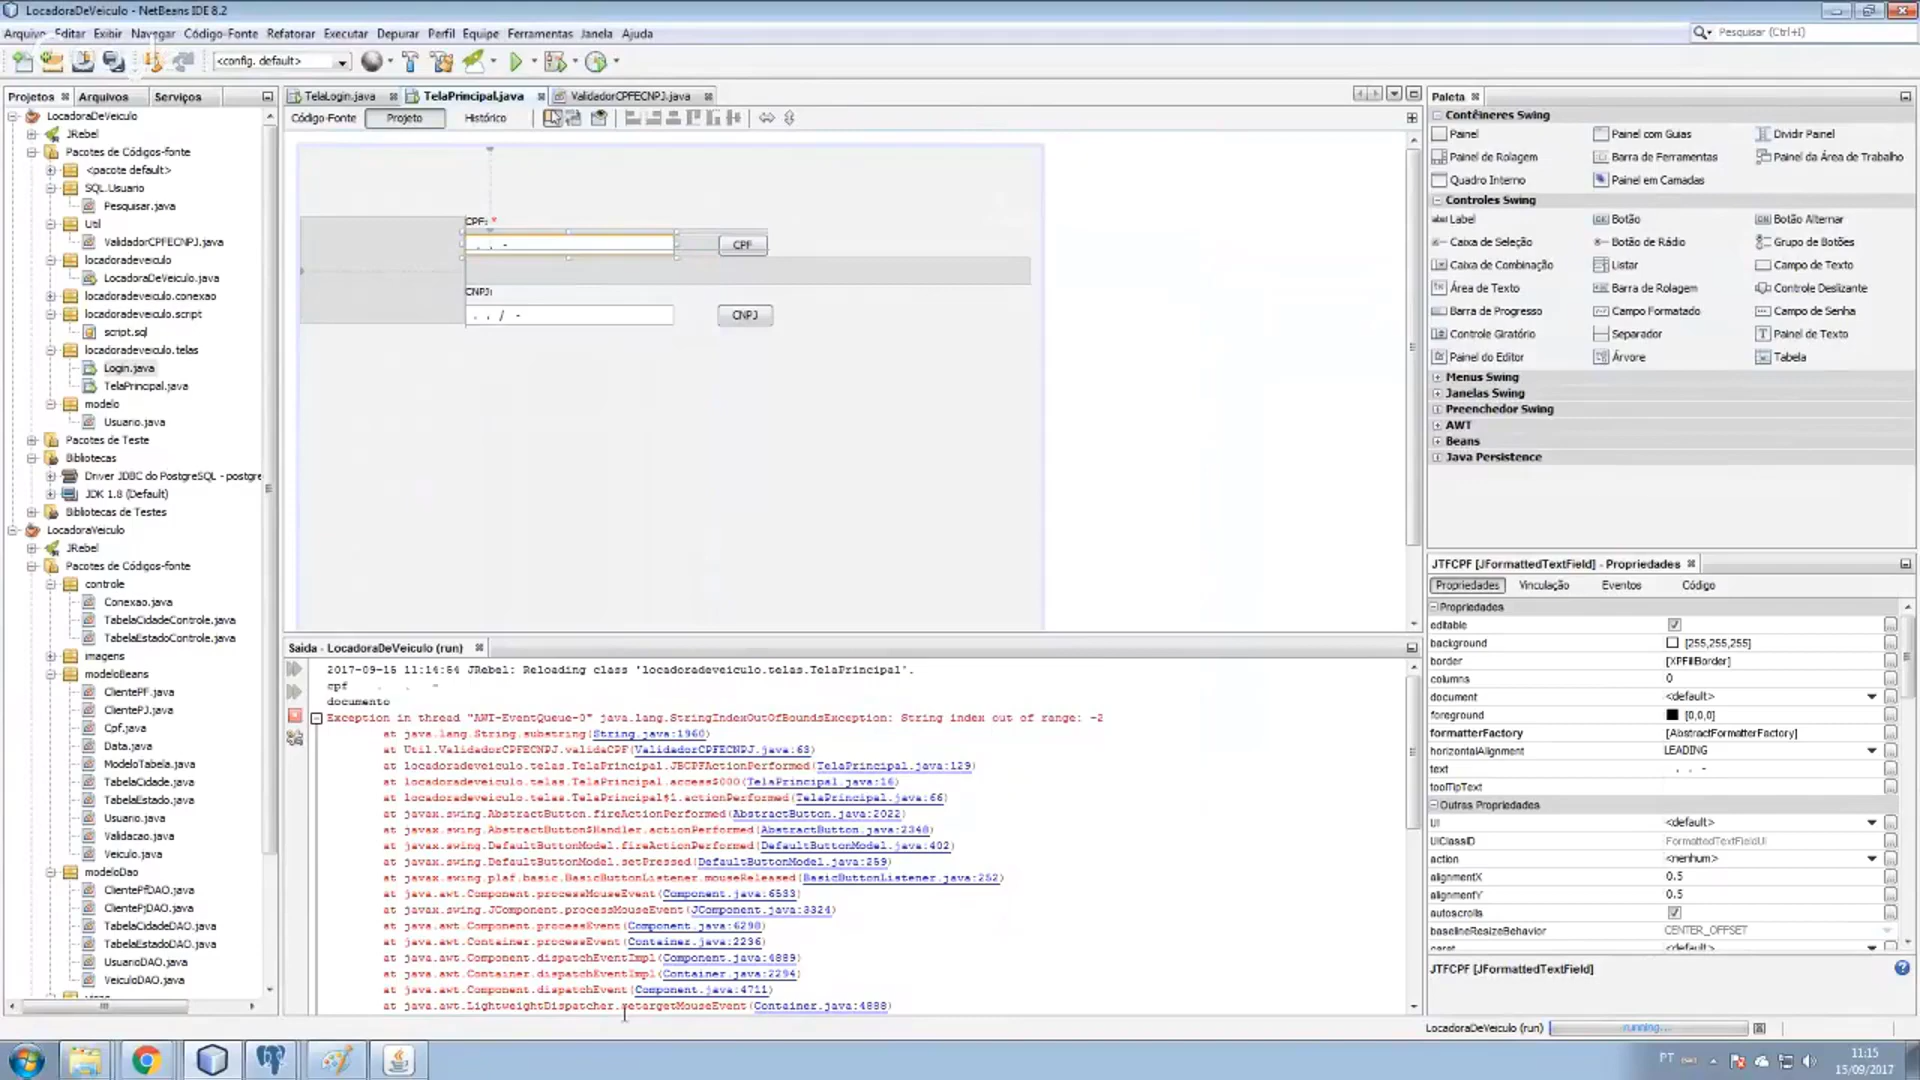 LocadoraDeVeiculo - NetBeans IDE 8.2
Arquivo Editar Exibir Navegar Código-Fonte Refatorar Executar Depurar Perfil Equipe Ferramentas Janela Ajuda
Pesquisar (Ctrl+I)
<config. default>
Projetos Arquivos Serviços
LocadoraDeVeiculo
JRebel
Pacotes de Códigos-fonte
<pacote default>
SQL.Usuario
Pesquisar.java
Util
ValidadorCPFECNPJ.java
locadoradeveiculo
LocadoraDeVeiculo.java
locadoradeveiculo.conexao
locadoradeveiculo.script
script.sql
locadoradeveiculo.telas
Login.java
TelaPrincipal.java
modelo
Usuario.java
Pacotes de Teste
Bibliotecas
Driver JDBC do PostgreSQL - postgre
JDK 1.8 (Default)
Bibliotecas de Testes
LocadoraVeiculo
JRebel
Pacotes de Códigos-fonte
controle
Conexao.java
TabelaCidadeControle.java
TabelaEstadoControle.java
imagens
modeloBeans
ClientePF.java
ClientePJ.java
Cpf.java
Data.java
ModeloTabela.java
TabelaCidade.java
TabelaEstado.java
Usuario.java
Validacao.java
Veiculo.java
modeloDao
ClientePfDAO.java
ClientePjDAO.java
TabelaCidadeDAO.java
TabelaEstadoDAO.java
UsuarioDAO.java
VeiculoDAO.java
TelaLogin.java TelaPrincipal.java ValidadorCPFECNPJ.java
Código-Fonte Projeto Histórico
CPF: *
. . - CPF
CNPJ:
. . / - CNPJ
Saída - LocadoraDeVeiculo (run)
2017-09-15 11:14:54 JRebel: Reloading class 'locadoradeveiculo.telas.TelaPrincipal'.
cpf . . -
documento
Exception in thread "AWT-EventQueue-0" java.lang.StringIndexOutOfBoundsException: String index out of range: -2
at java.lang.String.substring(String.java:1960)
at Util.ValidadorCPFECNPJ.validaCPF(ValidadorCPFECNPJ.java:63)
at locadoradeveiculo.telas.TelaPrincipal.JBCPFActionPerformed(TelaPrincipal.java:129)
at locadoradeveiculo.telas.TelaPrincipal.access$000(TelaPrincipal.java:16)
at locadoradeveiculo.telas.TelaPrincipal$1.actionPerformed(TelaPrincipal.java:66)
at javax.swing.AbstractButton.fireActionPerformed(AbstractButton.java:2022)
at javax.swing.AbstractButton$Handler.actionPerformed(AbstractButton.java:2348)
at javax.swing.DefaultButtonModel.fireActionPerformed(DefaultButtonModel.java:402)
at javax.swing.DefaultButtonModel.setPressed(DefaultButtonModel.java:259)
at javax.swing.plaf.basic.BasicButtonListener.mouseReleased(BasicButtonListener.java:252)
at java.awt.Component.processMouseEvent(Component.java:6533)
at javax.swing.JComponent.processMouseEvent(JComponent.java:3324)
at java.awt.Component.processEvent(Component.java:6298)
at java.awt.Container.processEvent(Container.java:2236)
at java.awt.Component.dispatchEventImpl(Component.java:4889)
at java.awt.Container.dispatchEventImpl(Container.java:2294)
at java.awt.Component.dispatchEvent(Component.java:4711)
at java.awt.LightweightDispatcher.retargetMouseEvent(Container.java:4888)
Paleta
Contêineres Swing
Painel Painel com Guias Dividir Painel
Painel de Rolagem Barra de Ferramentas Painel da Área de Trabalho
Quadro Interno Painel em Camadas
Controles Swing
Label Botão Botão Alternar
Caixa de Seleção Botão de Rádio Grupo de Botões
Caixa de Combinação Listar Campo de Texto
Área de Texto Barra de Rolagem Controle Deslizante
Barra de Progresso Campo Formatado Campo de Senha
Controle Giratório Separador Painel de Texto
Painel do Editor Árvore Tabela
Menus Swing
Janelas Swing
Preenchedor Swing
AWT
Beans
Java Persistence
JTFCPF [JFormattedTextField] - Propriedades
Propriedades Vinculação Eventos Código
Propriedades
editable
background [255,255,255]
border [XPFillBorder]
columns 0
document <default>
foreground [0,0,0]
formatterFactory [AbstractFormatterFactory]
horizontalAlignment LEADING
text . . -
toolTipText
Outras Propriedades
UI <default>
UIClassID FormattedTextFieldUI
action <nenhum>
alignmentX 0.5
alignmentY 0.5
autoscrolls
baselineResizeBehavior CENTER_OFFSET
caret <default>
JTFCPF [JFormattedTextField]
LocadoraDeVeiculo (run) running...
PT 11:15
15/09/2017